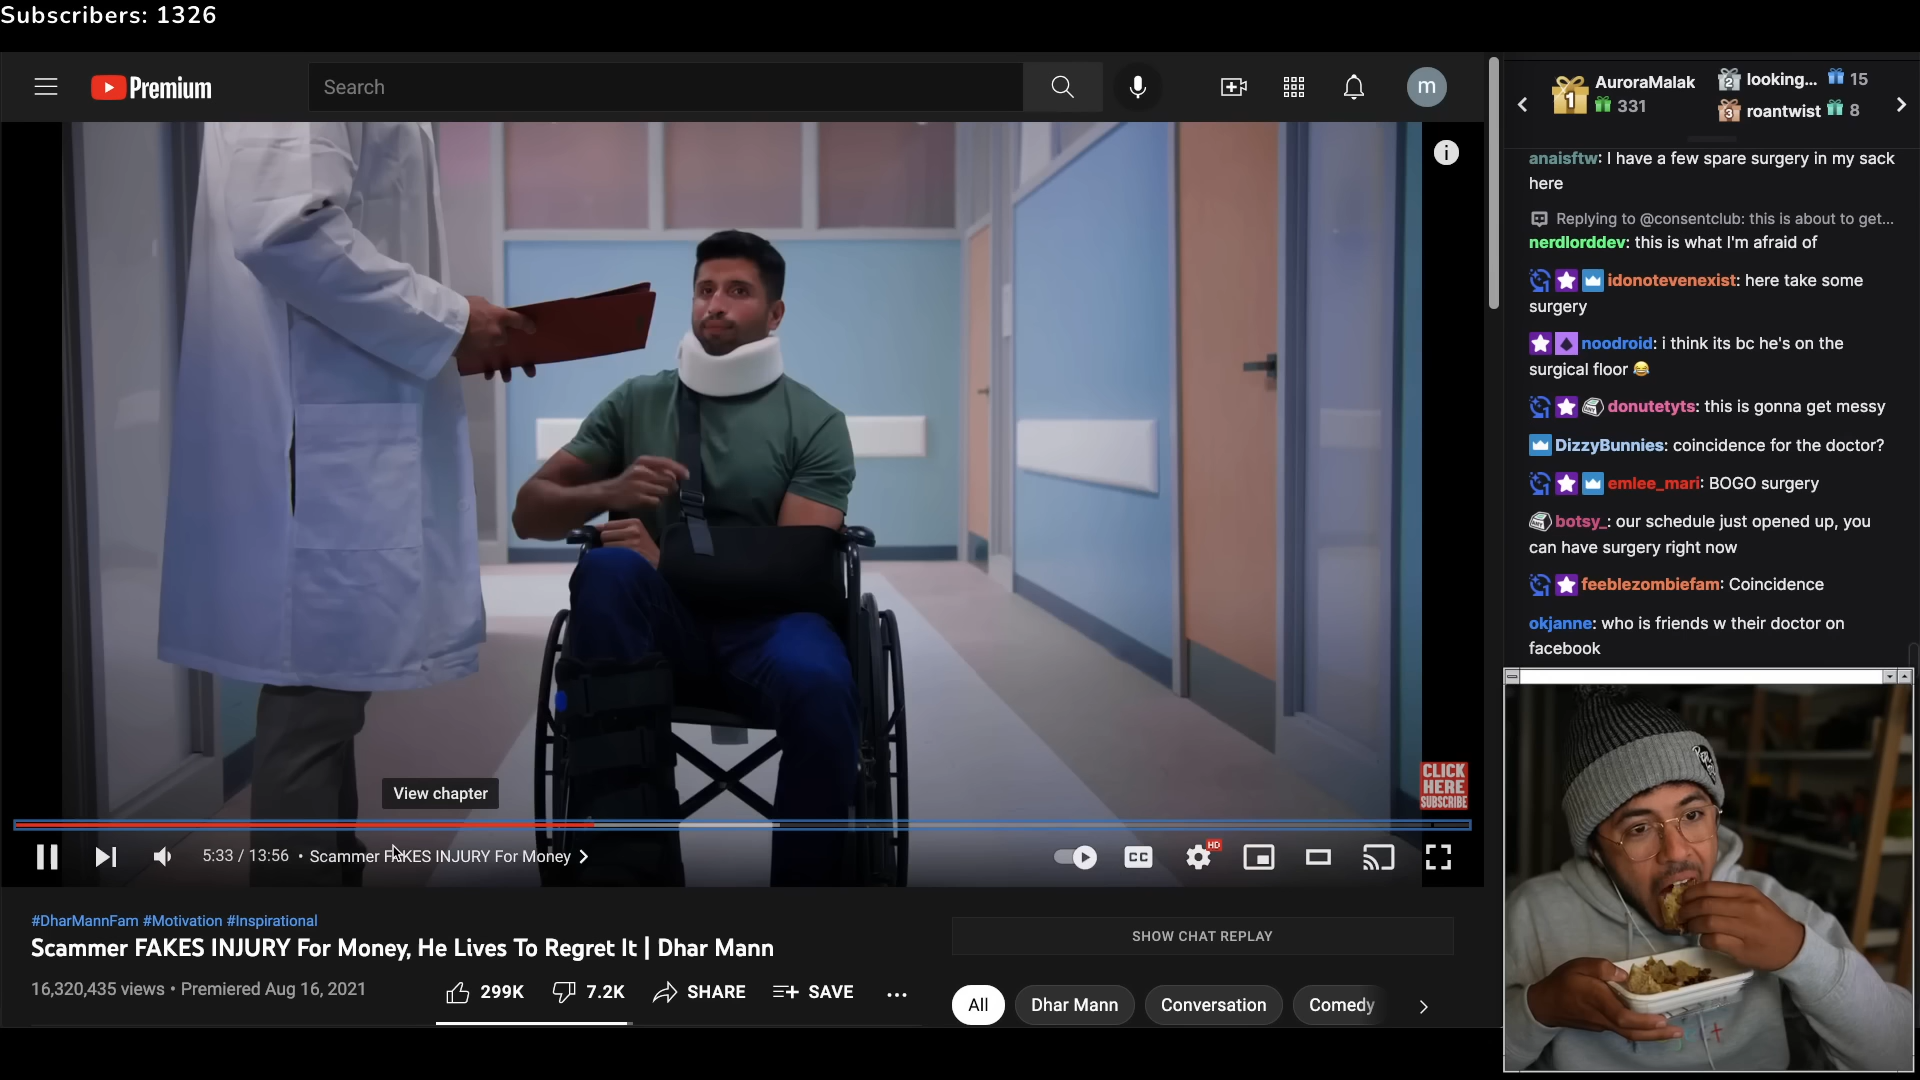 Subscribers: 1326
Premium
Search
m
1
AuroraMalak
331
2
looking...
15
3
roantwist
8
anaisftw: I have a few spare surgery in my sack
here
Replying to @consentclub: this is about to get...
nerdlorddev: this is what I'm afraid of
idonotevenexist: here take some
surgery
noodroid: i think its bc he's on the
surgical floor 😂
donutetyts: this is gonna get messy
DizzyBunnies: coincidence for the doctor?
emlee_mari: BOGO surgery
botsy_: our schedule just opened up, you
can have surgery right now
feeblezombiefam: Coincidence
okjanne: who is friends w their doctor on
facebook
View chapter
CLICK
HERE
SUBSCRIBE
5:33 / 13:56 • Scammer FAKES INJURY For Money
CC
HD
#DharMannFam #Motivation #Inspirational
Scammer FAKES INJURY For Money, He Lives To Regret It | Dhar Mann
16,320,435 views • Premiered Aug 16, 2021
299K
7.2K
SHARE
SAVE
...
SHOW CHAT REPLAY
All
Dhar Mann
Conversation
Comedy